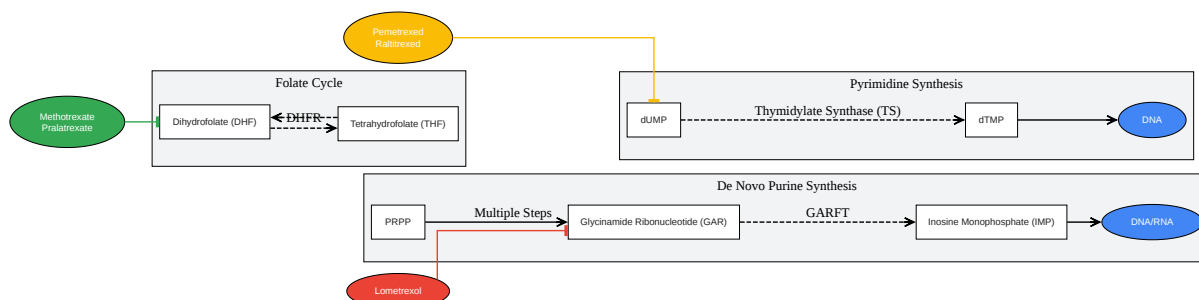 Pemetrexed
Raltitrexed
Folate Cycle
Pyrimidine Synthesis
Methotrexate
Pralatrexate
Dihydrofolate (DHF)
DHFR
Tetrahydrofolate (THF)
dUMP
Thymidylate Synthase (TS)
dTMP
DNA
De Novo Purine Synthesis
PRPP
Multiple Steps
Glycinamide Ribonucleotide (GAR)
GARFT
Inosine Monophosphate (IMP)
DNA/RNA
Lometrexol